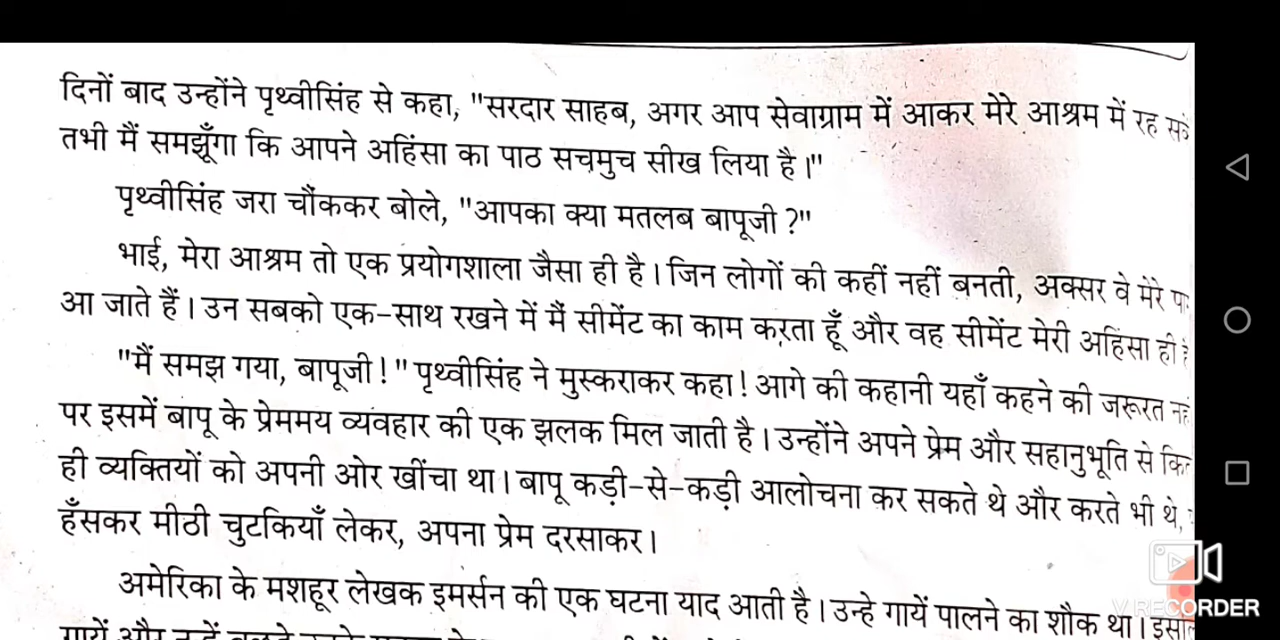 दिनों बाद उन्होंने पृथ्वीसिंह से कहा, "सरदार साहब, अगर आप सेवाग्राम में आकर मेरे आश्रम में रह
तभी मैं समझूँगा कि आपने अहिंसा का पाठ सचमुच सीख लिया है।"
पृथ्वीसिंह जरा चौंककर बोले, "आपका क्या मतलब बापूजी ?"
भाई, मेरा आश्रम तो एक प्रयोगशाला जैसा ही है। जिन लोगों की कहीं नहीं बनती, अक्सर वे मेरे
आ जाते हैं। उन सबको एक-साथ रखने में मैं सीमेंट का काम करता हूँ और वह सीमेंट मेरी अहिंसा ही
"मैं समझ गया, बापूजी !" पृथ्वीसिंह ने मुस्कराकर कहा ! आगे की कहानी यहाँ कहने की जरूरत
पर इसमें बापू के प्रेममय व्यवहार की एक झलक मिल जाती है। उन्होंने अपने प्रेम और सहानुभूति से
ही व्यक्तियों को अपनी ओर खींचा था। बापू कड़ी-से-कड़ी आलोचना कर सकते थे और करते भी थे,
हँसकर मीठी चुटकियाँ लेकर, अपना प्रेम दरसाकर।
अमेरिका के मशहूर लेखक इमर्सन की एक घटना याद आती है। उन्हे गायें पालने का शौक था।
V RECORDER